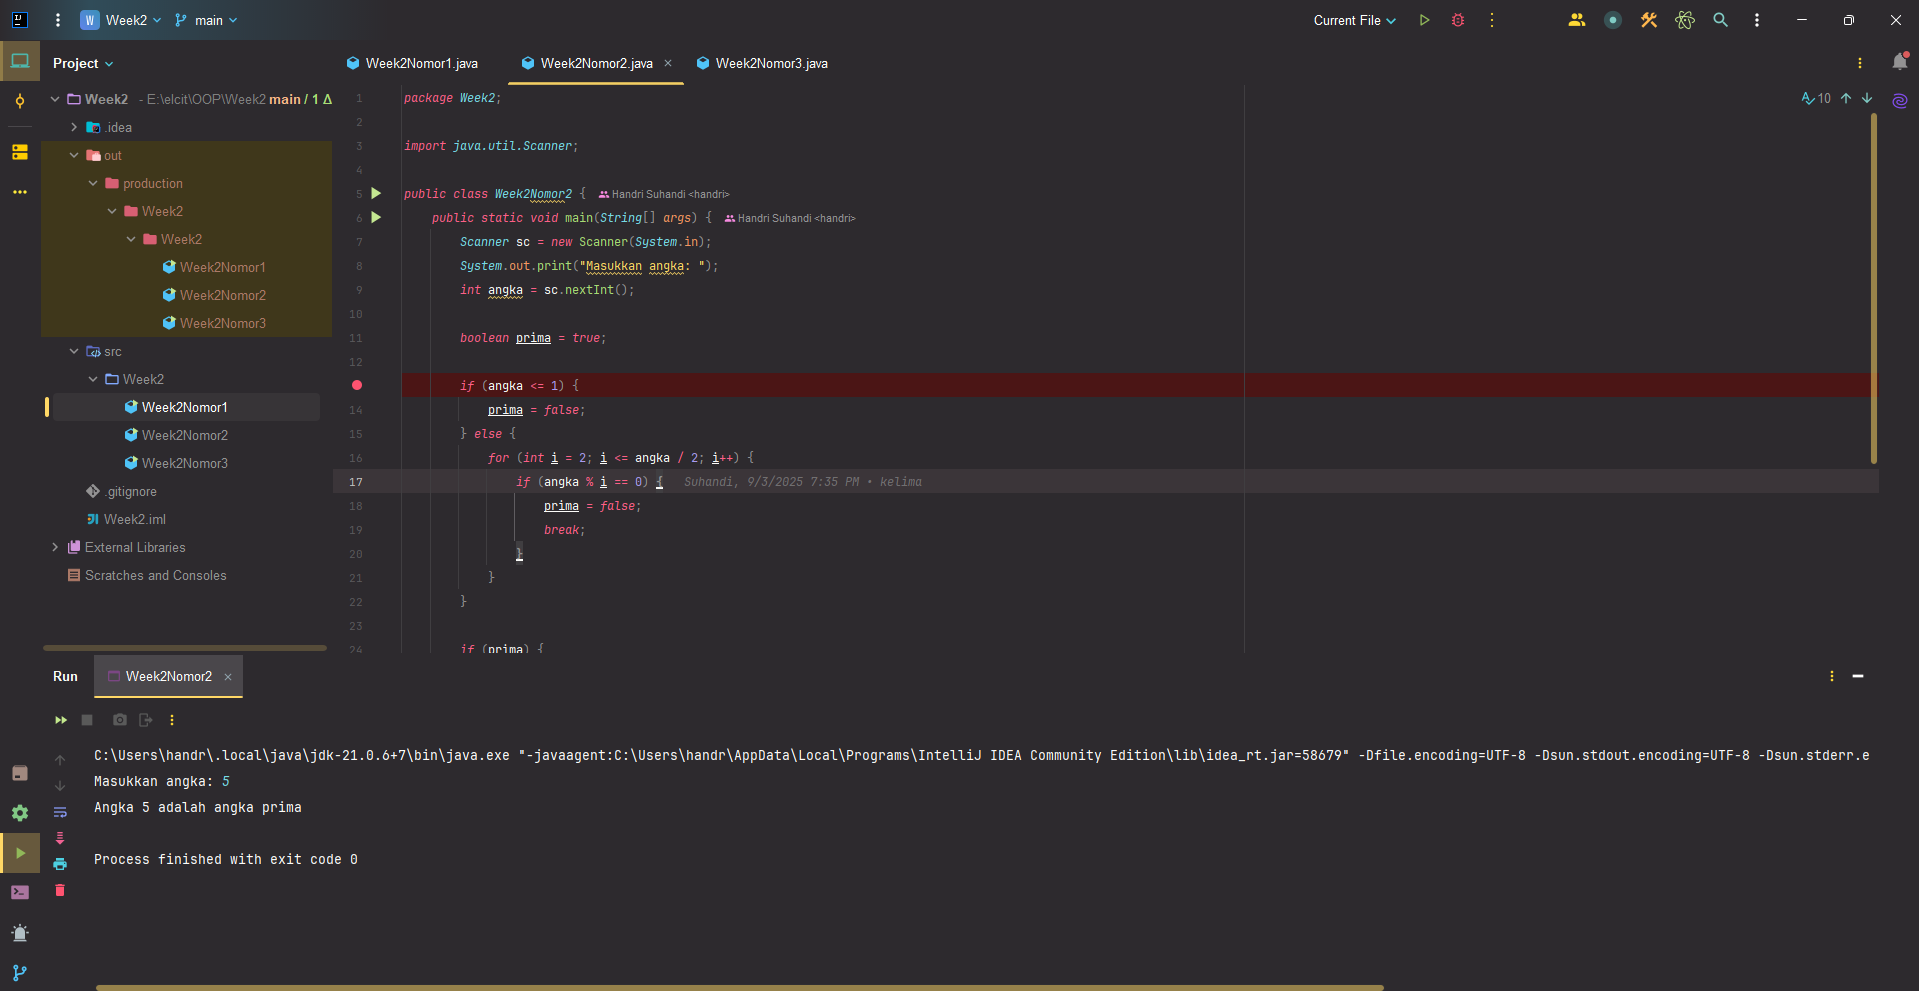 W Week2 main Current File
Project
Week2Nomor1.java Week2Nomor2.java Week2Nomor3.java
Week2 - E:\elcit\OOP\Week2 main / 1 Δ
.idea
out
production
Week2
Week2
Week2Nomor1
Week2Nomor2
Week2Nomor3
src
Week2
Week2Nomor1
Week2Nomor2
Week2Nomor3
.gitignore
Week2.iml
External Libraries
Scratches and Consoles
10
1 package Week2;
2
3 import java.util.Scanner;
4
5 public class Week2Nomor2 { Handri Suhandi <handri>
6 public static void main(String[] args) { Handri Suhandi <handri>
7 Scanner sc = new Scanner(System.in);
8 System.out.print("Masukkan angka: ");
9 int angka = sc.nextInt();
10
11 boolean prima = true;
12
if (angka <= 1) {
14 prima = false;
15 } else {
16 for (int i = 2; i <= angka / 2; i++) {
17 if (angka % i == 0) { Suhandi, 9/3/2025 7:35 PM • kelima
18 prima = false;
19 break;
20 }
21 }
22 }
23
24 if (prima) {
Run Week2Nomor2
C:\Users\handr\.local\java\jdk-21.0.6+7\bin\java.exe "-javaagent:C:\Users\handr\AppData\Local\Programs\IntelliJ IDEA Community Edition\lib\idea_rt.jar=58679" -Dfile.encoding=UTF-8 -Dsun.stdout.encoding=UTF-8 -Dsun.stderr.e
Masukkan angka: 5
Angka 5 adalah angka prima
Process finished with exit code 0